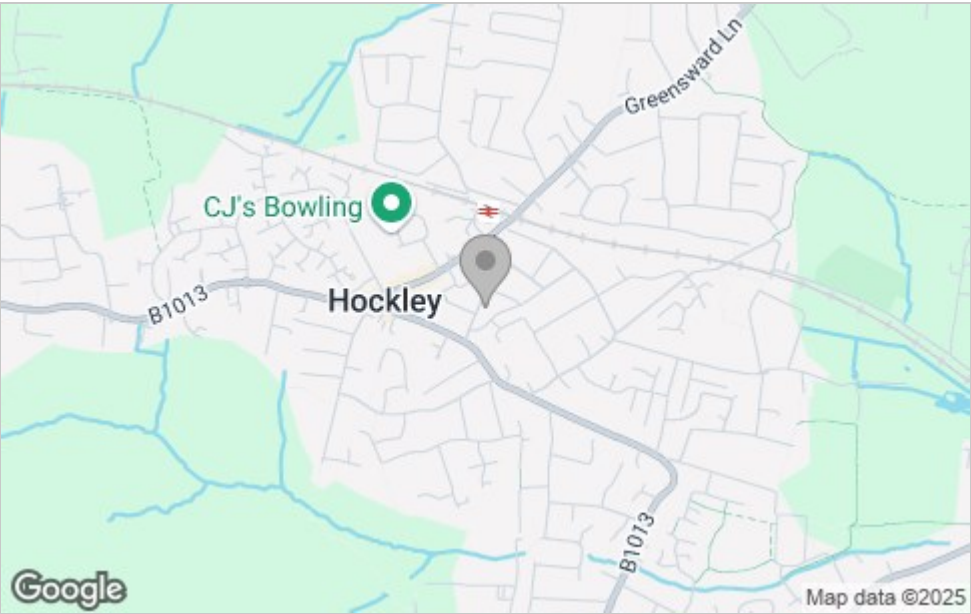 Greensward Ln
CJ's Bowling
B1013
Hockley
B1013
Google
Map data ©2025